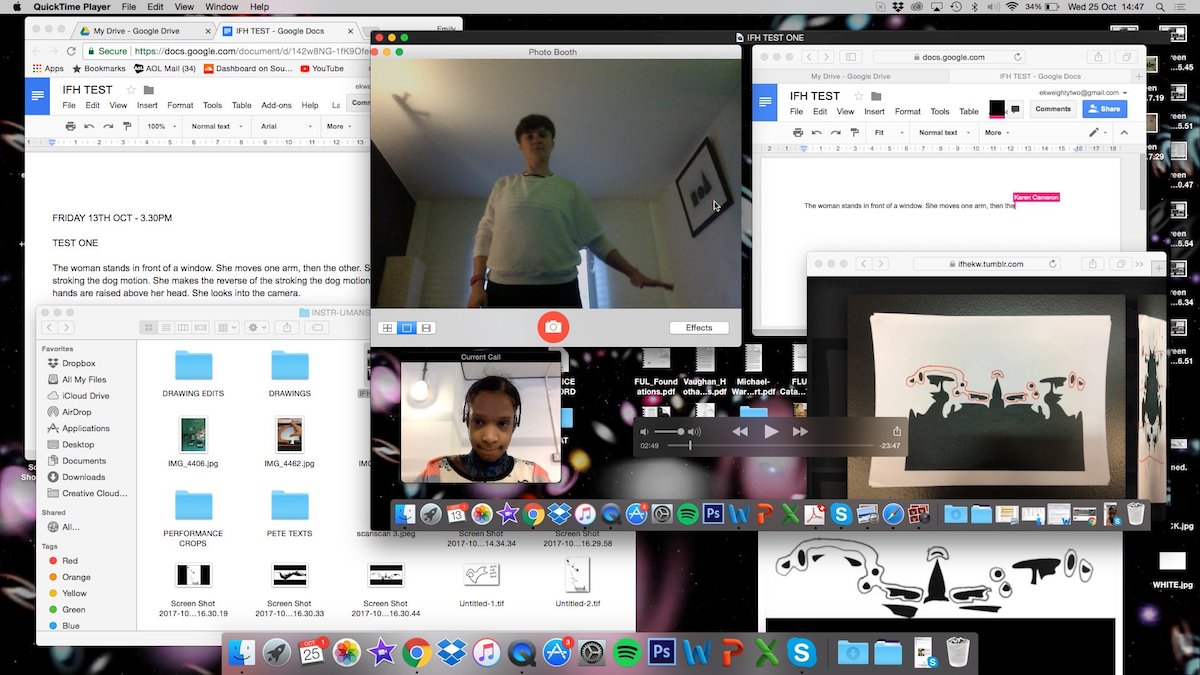 QuickTime Player File Edit View Window Help
34% Wed 25 Oct 14:47
My Drive - Google Drive
IFH TEST - Google Docs
Emily
Secure https://docs.google.com/document/d/142w8NG-1fK9Ofe
Apps Bookmarks AOL Mail (34) Dashboard on Sou... YouTube
IFH TEST
File Edit View Insert Format Tools Table Add-ons Help
100% Normal text Arial More
FRIDAY 13TH OCT - 3.30PM
TEST ONE
The woman stands in front of a window. She moves one arm, then the other. S
stroking the dog motion. She makes the reverse of the stroking the dog motion
hands are raised above her head. She looks into the camera.
INSTR-UMANS
Favorites
Dropbox
All My Files
iCloud Drive
AirDrop
Applications
Desktop
Documents
Downloads
Creative Cloud...
Shared
All...
Tags
Red
Orange
Yellow
Green
Blue
DRAWING EDITS
DRAWINGS
IMG_4406.jpg
IMG_4462.jpg
PERFORMANCE
CROPS
PETE TEXTS
scanscan 3.jpeg
Screen Shot
2017-10...14.34.34
Screen Shot
2017-10...16.29.58
Screen Shot
2017-10...16.30.19
Screen Shot
2017-10...16.30.33
Screen Shot
2017-10...16.30.44
Untitled-1.tif
Untitled-2.tif
IFH TEST ONE
Photo Booth
Effects
Current Call
docs.google.com
My Drive - Google Drive
IFH TEST - Google Docs
ekweightytwo@gmail.com
IFH TEST
File Edit View Insert Format Tools Table
Comments
Share
Fit Normal text More
Karen Cameron
The woman stands in front of a window. She moves one arm, then the
ifhekw.tumblr.com
FUL_Found
ations.pdf
Vaughan_H
otha...s.pdf
Michael-
War...rt.pdf
FLU
Cata
02:49
-23:47
WHITE.jpg